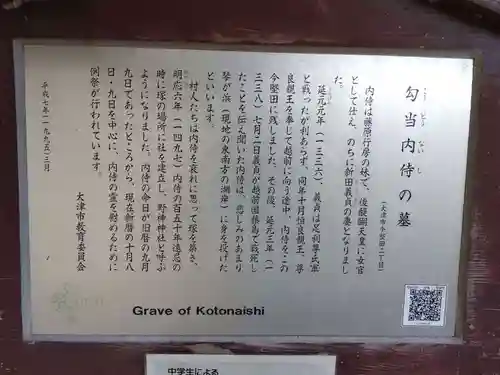 勾当内侍の墓
こうとうないし
(大津市今堅田二丁目)
内侍は藤原行房の妹で、後醍醐天皇に女官
として仕え、のちに新田義貞の妻となりまし
た。
延元元年(一三三六)、義貞は足利尊氏軍
と戦ったが利あらず、同年十月恒良親王、尊
良親王を奉じて越前に向う途中、内侍をこの
今堅田に残しました。その後、延元三年(一
三三八)七月二日義貞が越前国藤島で戦死し
たことを伝え聞いた内侍は、悲しみのあまり
琴が浜(現地の東南方の湖岸)に身を投げた
といいます。
村人たちは内侍を哀れに思って塚を築き、
明応六年(一四九七)内侍の百五十年遠忌の
時に塚の場所に社を建立し、野神神社と呼ぶ
ようになりました。内侍の命日が旧暦の九月
九日であったところから、現在新暦の十月八
日・九日を中心に、内侍の霊を慰めるために
例祭が行われています。
平成七年(一九九五)三月
大津市教育委員会
Grave of Kotonaishi
中学生による